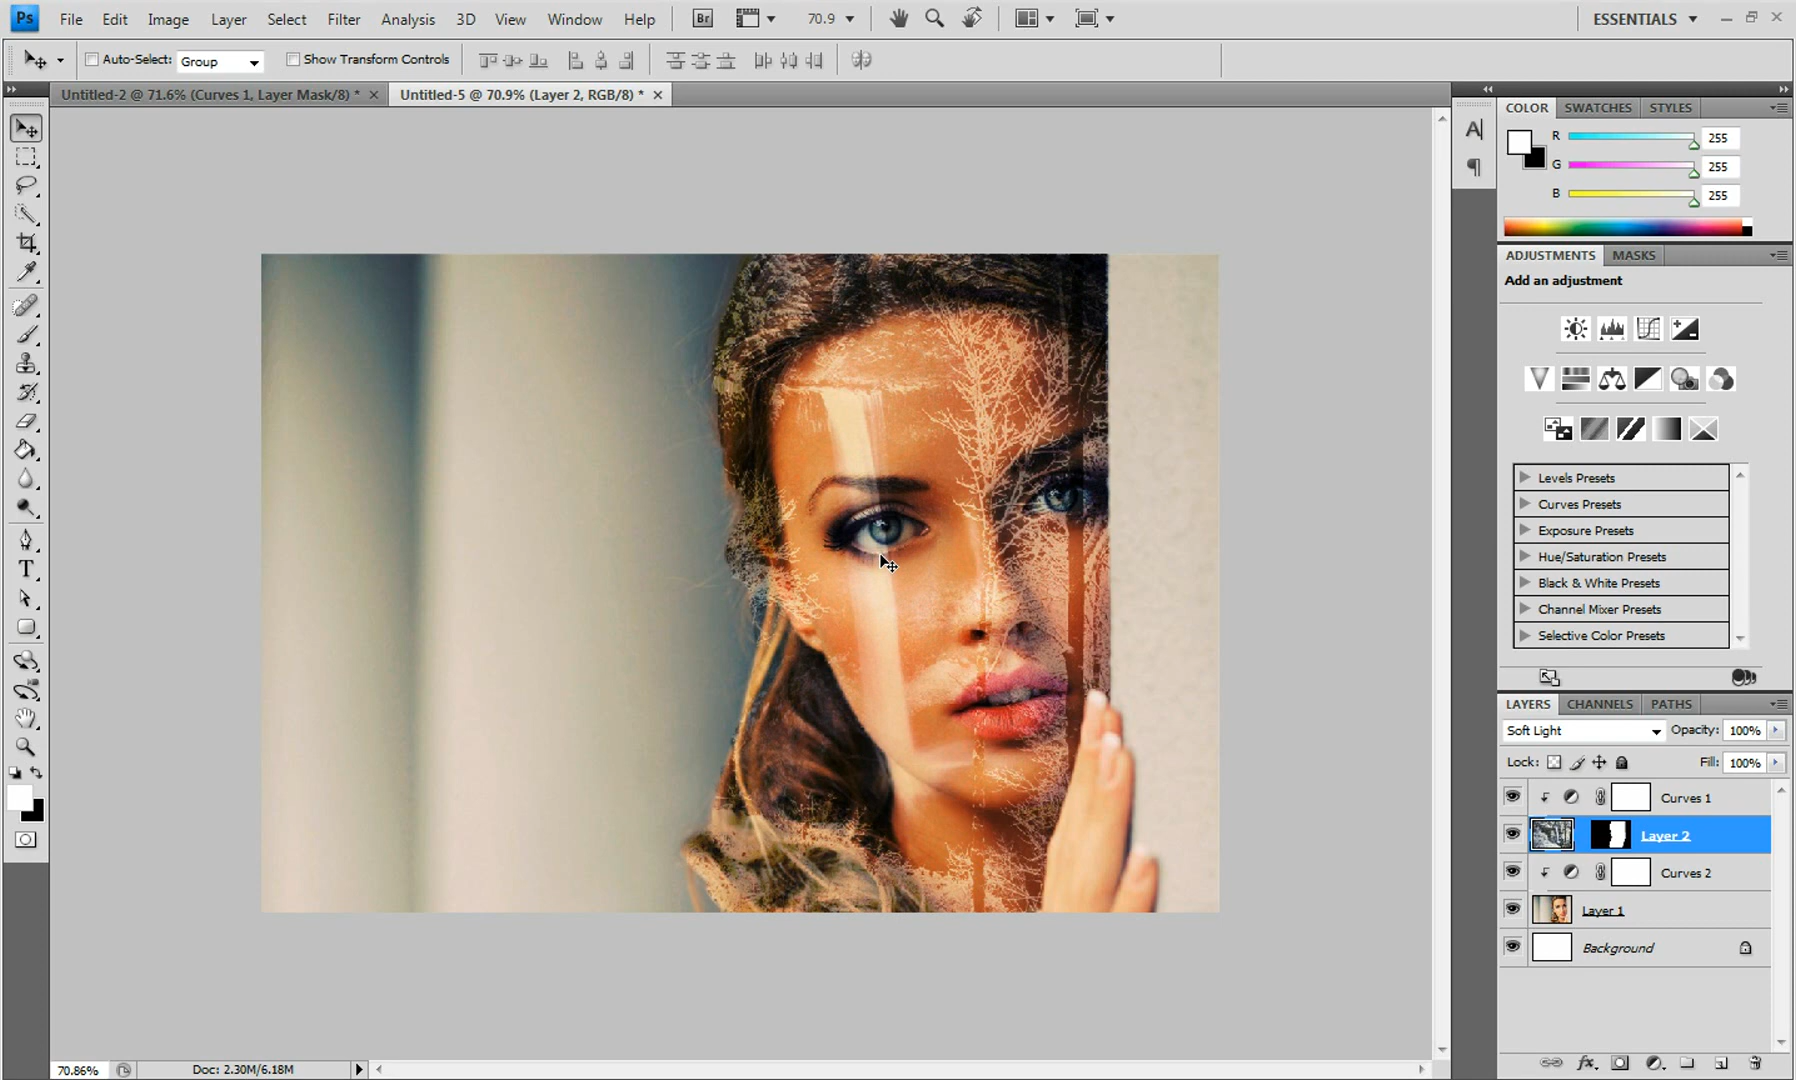 Ps File Edit Image Layer Select Filter Analysis 3D View Window Help Br 70.9 ESSENTIALS
Auto-Select: Group Show Transform Controls
Untitled-2 @ 71.6% (Curves 1, Layer Mask/8) * Untitled-5 @ 70.9% (Layer 2, RGB/8) *
COLOR SWATCHES STYLES
R 255
G 255
B 255
ADJUSTMENTS MASKS
Add an adjustment
Levels Presets
Curves Presets
Exposure Presets
Hue/Saturation Presets
Black & White Presets
Channel Mixer Presets
Selective Color Presets
LAYERS CHANNELS PATHS
Soft Light Opacity: 100%
Lock: Fill: 100%
Curves 1
Layer 2
Curves 2
Layer 1
Background
70.86% Doc: 2.30M/6.18M